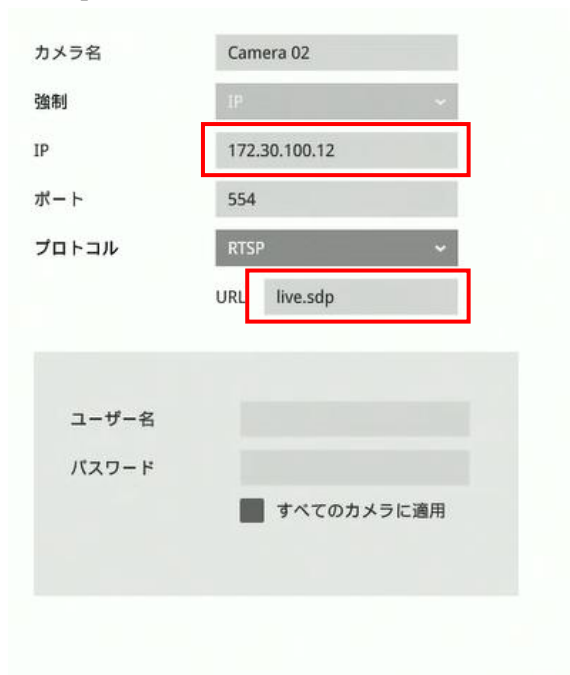 カメラ名 Camera 02
強制 IP
IP 172.30.100.12
ポート 554
プロトコル RTSP
URL live.sdp
ユーザー名
パスワード
すべてのカメラに適用